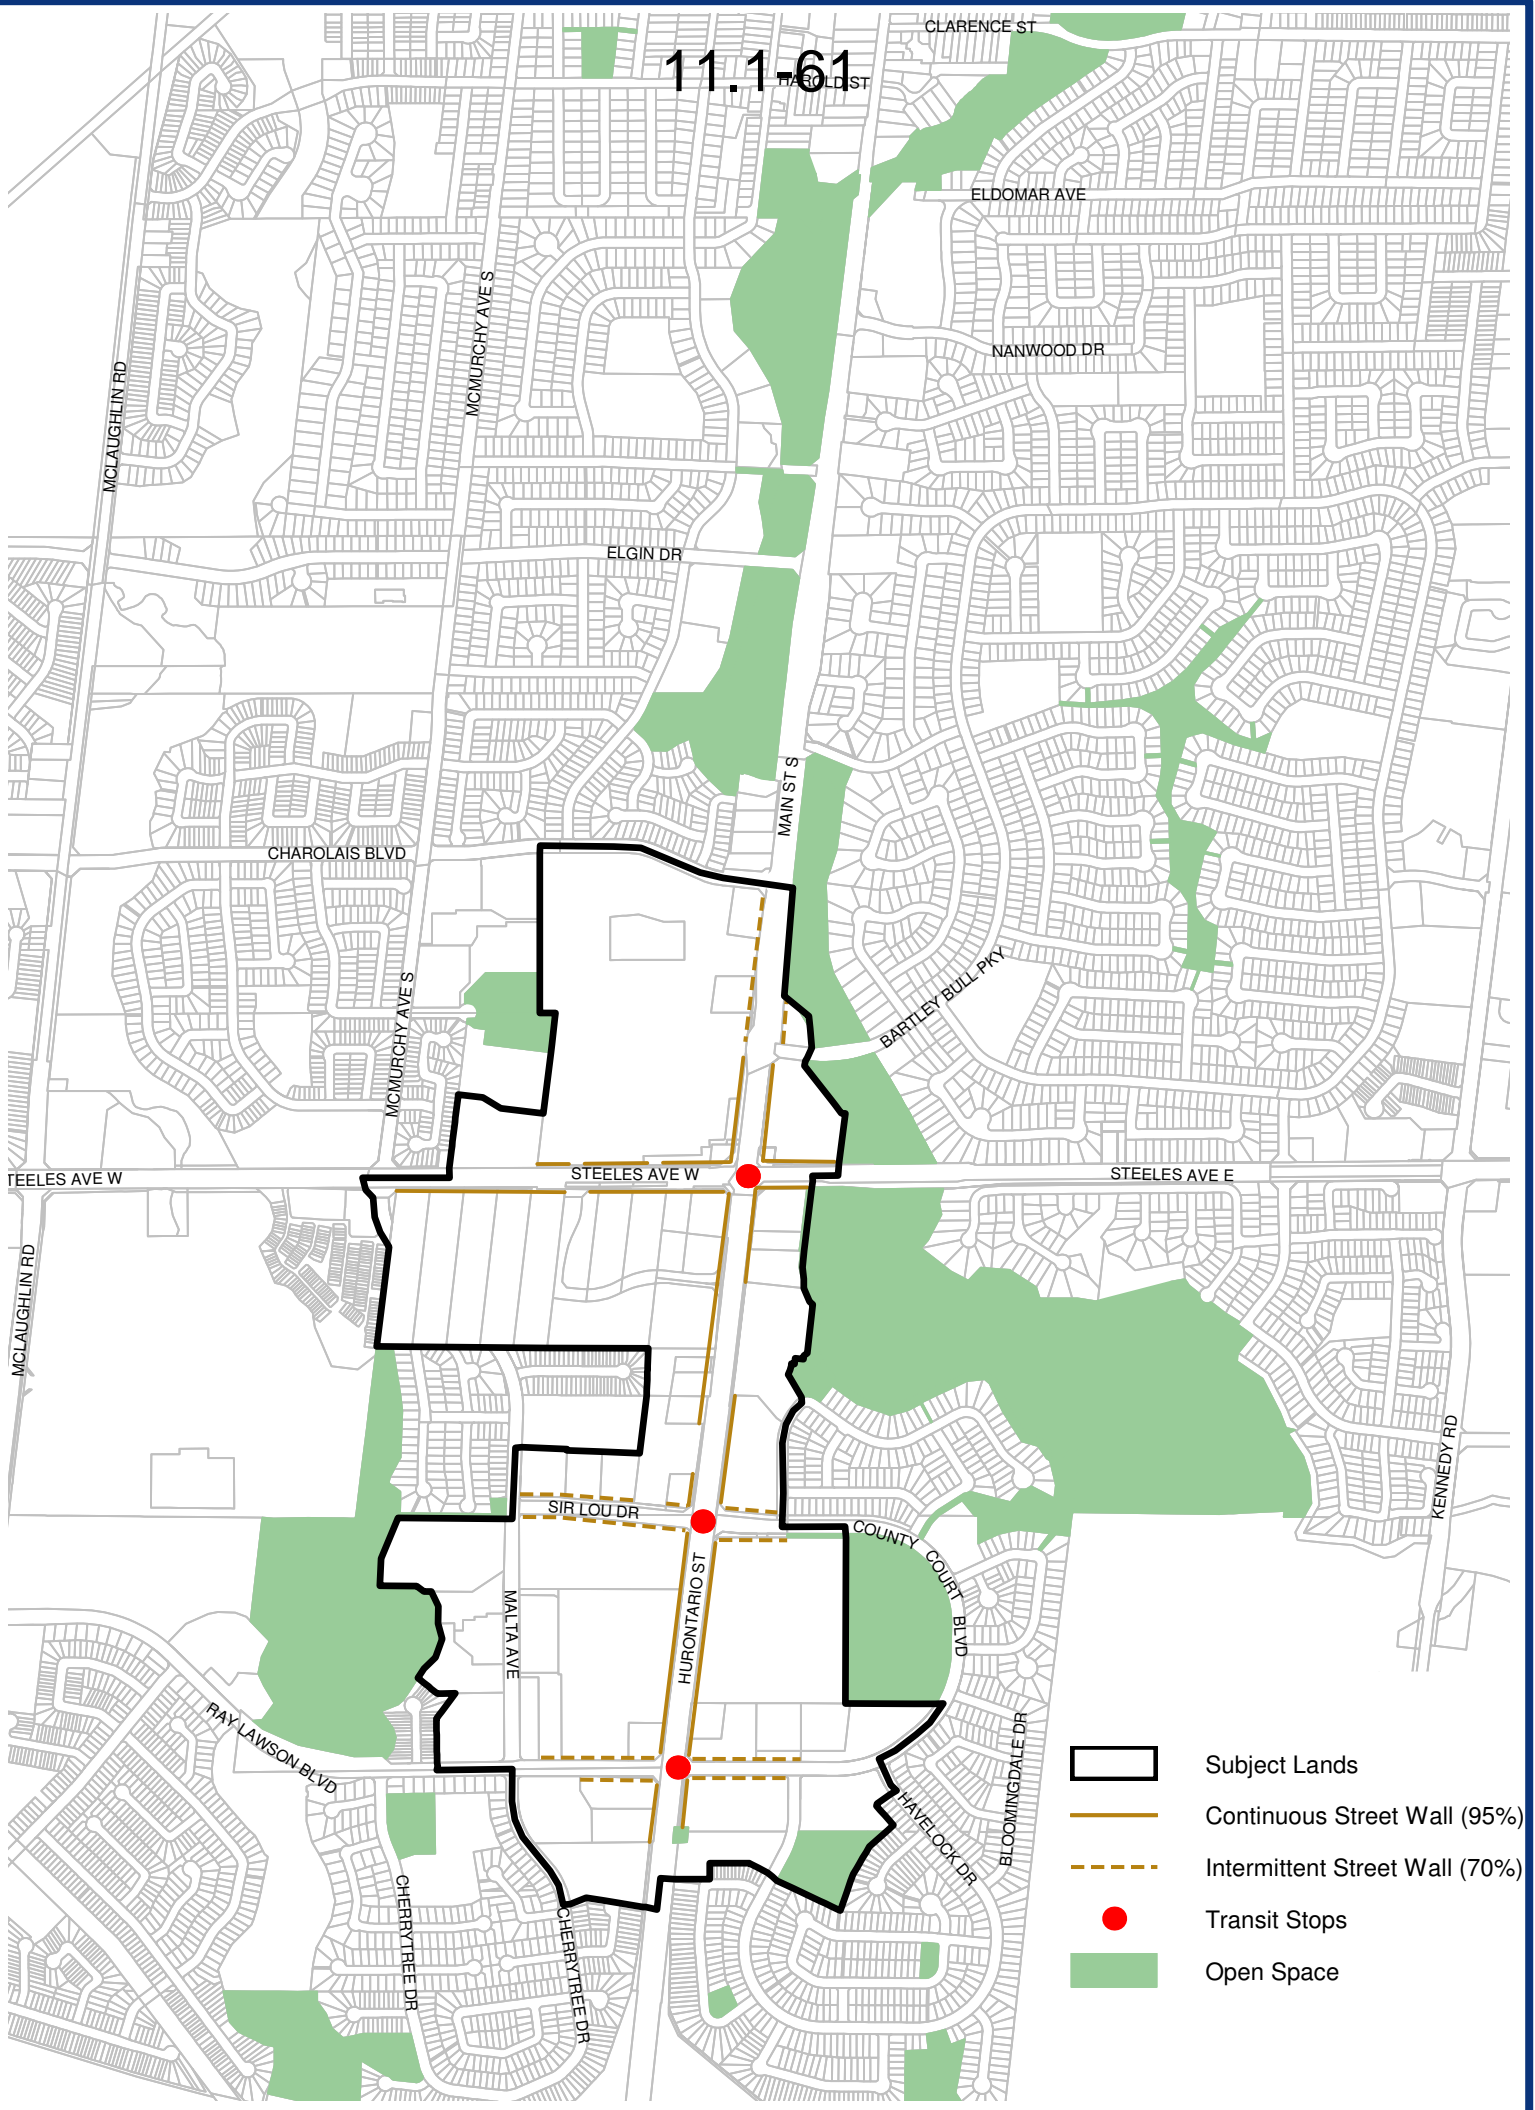 CLARENCE ST
11.1-61
HAROLD ST
ELDOMAR AVE
MCMURCHY AVE S
NANWOOD DR
MCLAUGHLIN RD
ELGIN DR
MAIN ST S
CHAROLAIS BLVD
BARTLEY BULL PKY
MCMURCHY AVE S
TEELES AVE W
STEELES AVE W
STEELES AVE E
MCLAUGHLIN RD
KENNEDY RD
SIR LOU DR
COUNTY COURT BLVD
HURONTARIO ST
MALTA AVE
RAY LAWSON BLVD
BLOOMINGDALE DR
HAVELOCK DR
CHERRYTREE DR
CHERRYTREE DR
Subject Lands
Continuous Street Wall (95%)
Intermittent Street Wall (70%)
Transit Stops
Open Space